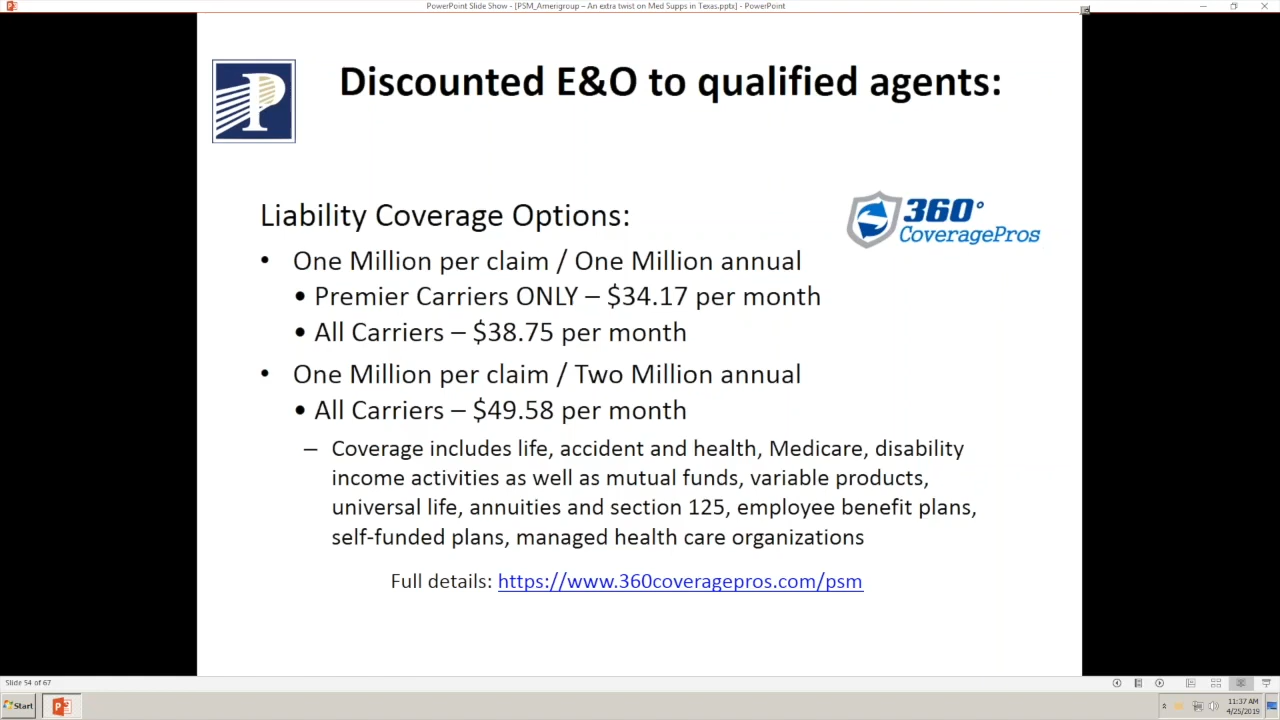 PowerPoint Slide Show - [PSM_Amerigroup – An extra twist on Med Supps in Texas.pptx] - PowerPoint
P
Discounted E&O to qualified agents:
360°
CoveragePros
Liability Coverage Options:
• One Million per claim / One Million annual
• Premier Carriers ONLY – $34.17 per month
• All Carriers – $38.75 per month
• One Million per claim / Two Million annual
• All Carriers – $49.58 per month
– Coverage includes life, accident and health, Medicare, disability
income activities as well as mutual funds, variable products,
universal life, annuities and section 125, employee benefit plans,
self-funded plans, managed health care organizations
Full details: https://www.360coveragepros.com/psm
Slide 54 of 67
Start
11:37 AM
4/25/2019